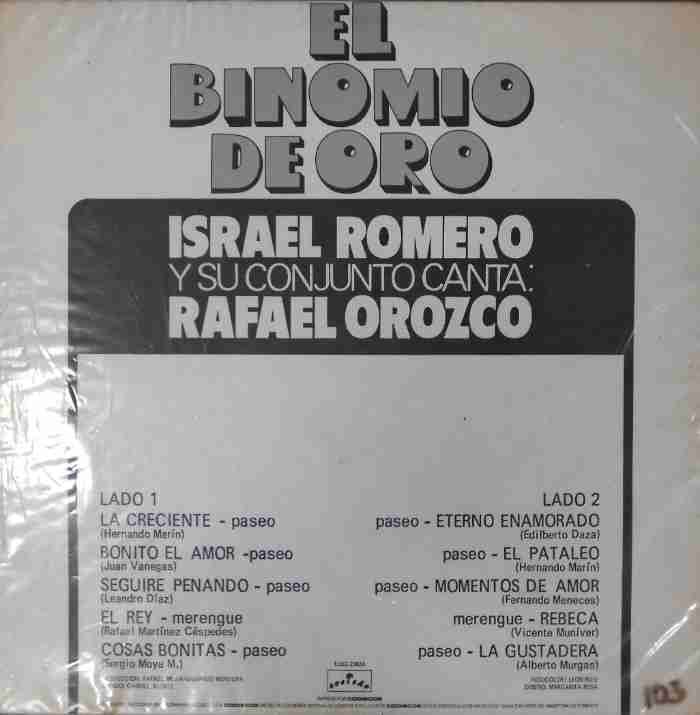 EL
BINOMIO
DE ORO
ISRAEL ROMERO
Y SU CONJUNTO CANTA:
RAFAEL OROZCO
LADO 1
LA CRECIENTE - paseo
(Hernando Marín)
BONITO EL AMOR -paseo
(Juan Vanegas)
SEGUIRE PENANDO - paseo
(Leandro Díaz)
EL REY - merengue
(Rafael Martínez Céspedes)
COSAS BONITAS - paseo
(Sergio Moya M.)
LADO 2
paseo - ETERNO ENAMORADO
(Edilberto Daza)
paseo - EL PATALEO
(Hernando Marín)
paseo - MOMENTOS DE AMOR
(Fernando Meneces)
merengue - REBECA
(Vicente Munívar)
paseo - LA GUSTADERA
(Alberto Murgas)
103